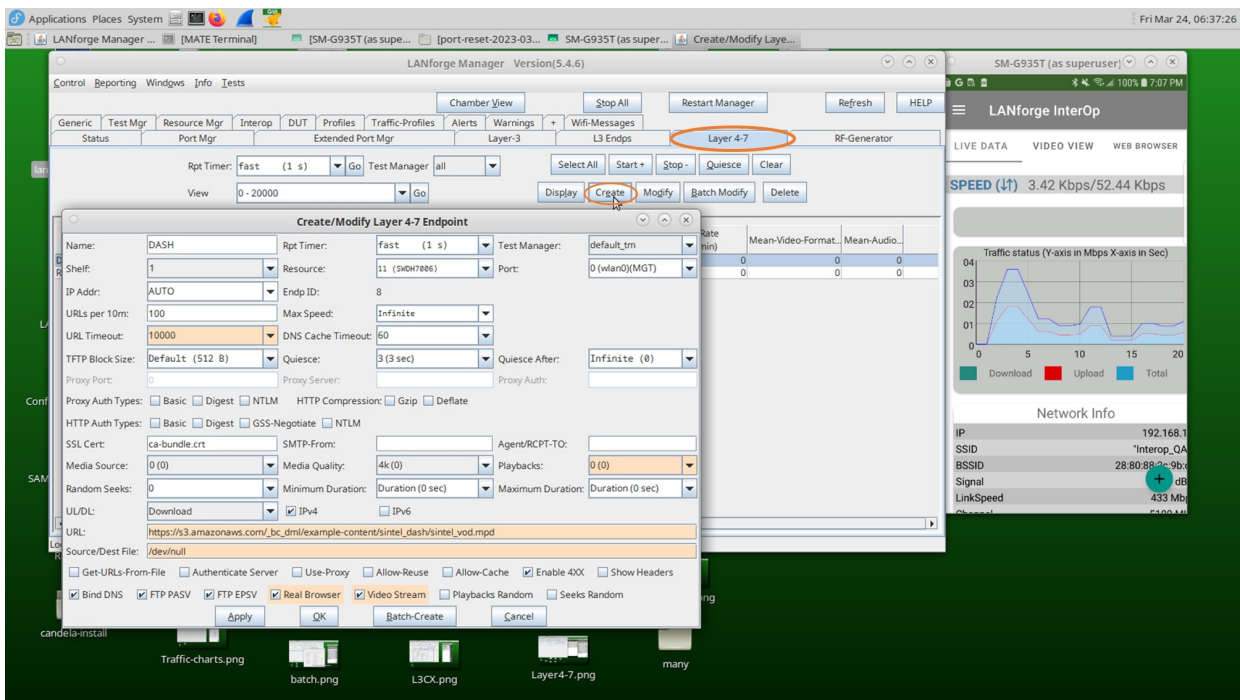 Applications Places System
Fri Mar 24, 06:37:26
LANforge Manager ... [MATE Terminal] [SM-G935T (as supe... [port-reset-2023-03... SM-G935T (as super... Create/Modify Laye...
LANforge Manager Version(5.4.6)
Control Reporting Windows Info Tests
Chamber View Stop All Restart Manager Refresh HELP
Generic Test Mgr Resource Mgr Interop DUT Profiles Traffic-Profiles Alerts Warnings + Wifi-Messages
Status Port Mgr Extended Port Mgr Layer-3 L3 Endps Layer 4-7 RF-Generator
Rpt Timer: fast (1 s) Go Test Manager all Select All Start + Stop - Quiesce Clear
View 0 - 20000 Go Display Create Modify Batch Modify Delete
Mean-Video-Format... Mean-Audio...
0 0 0
0 0 0
Create/Modify Layer 4-7 Endpoint
Name: DASH Rpt Timer: fast (1 s) Test Manager: default_tm
Shelf: 1 Resource: 11 (SWDH7006) Port: 0 (wlan0)(MGT)
IP Addr: AUTO Endp ID: 8
URLs per 10m: 100 Max Speed: Infinite
URL Timeout: 10000 DNS Cache Timeout: 60
TFTP Block Size: Default (512 B) Quiesce: 3 (3 sec) Quiesce After: Infinite (0)
Proxy Port: 0 Proxy Server: Proxy Auth:
Proxy Auth Types: Basic Digest NTLM HTTP Compression: Gzip Deflate
HTTP Auth Types: Basic Digest GSS-Negotiate NTLM
SSL Cert: ca-bundle.crt SMTP-From: Agent/RCPT-TO:
Media Source: 0 (0) Media Quality: 4k (0) Playbacks: 0 (0)
Random Seeks: 0 Minimum Duration: Duration (0 sec) Maximum Duration: Duration (0 sec)
UL/DL: Download IPv4 IPv6
URL: https://s3.amazonaws.com/_bc_dml/example-content/sintel_dash/sintel_vod.mpd
Source/Dest File: /dev/null
Get-URLs-From-File Authenticate Server Use-Proxy Allow-Reuse Allow-Cache Enable 4XX Show Headers
Bind DNS FTP PASV FTP EPSV Real Browser Video Stream Playbacks Random Seeks Random
Apply OK Batch-Create Cancel
SM-G935T (as superuser)
100% 7:07 PM
LANforge InterOp
LIVE DATA VIDEO VIEW WEB BROWSER
SPEED (↓↑) 3.42 Kbps/52.44 Kbps
Traffic status (Y-axis in Mbps X-axis in Sec)
04
03
02
01
0
0 5 10 15 20
Download Upload Total
Network Info
IP 192.168.1
SSID "Interop_QA
BSSID 28:80:88:2c:9b:
Signal dB
LinkSpeed 433 Mb
candela-install
Traffic-charts.png
batch.png
L3CX.png
Layer4-7.png
many